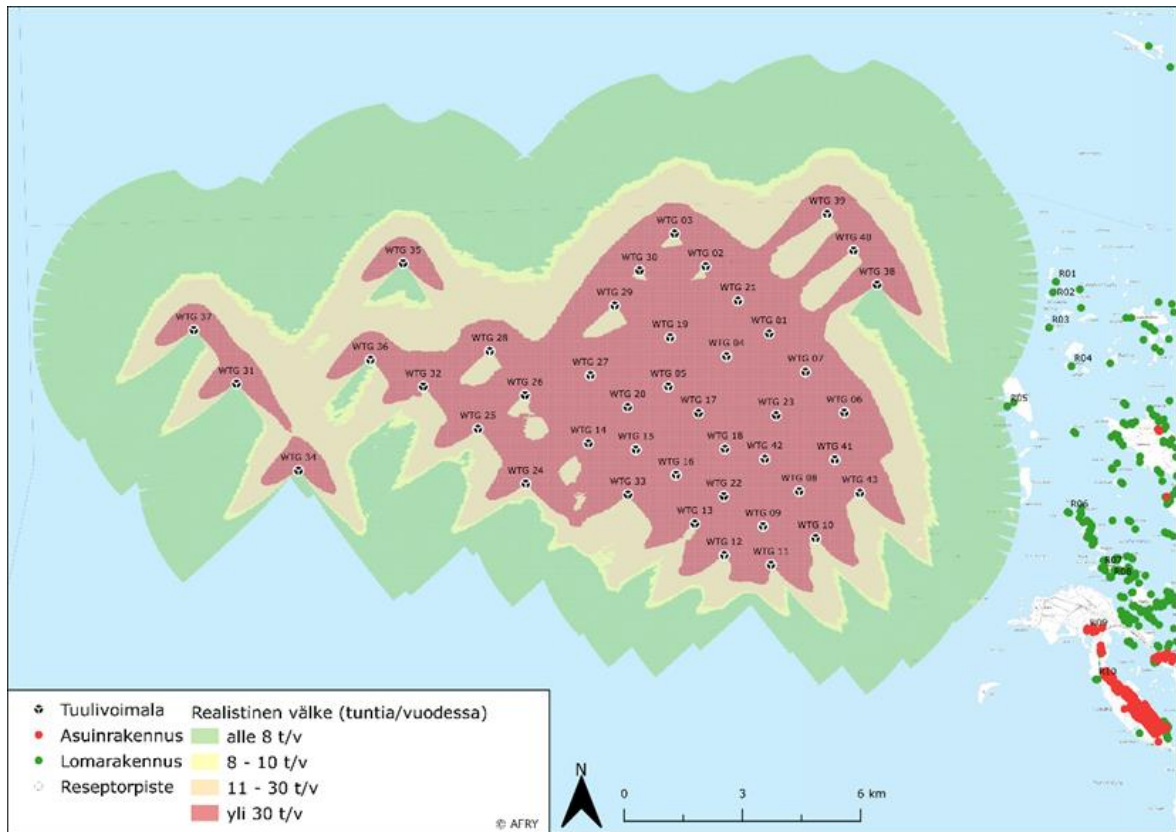 WTG 39
WTG 03
WTG 40
WTG 02
WTG 30
WTG 35
WTG 38
R01
R02
WTG 21
WTG 29
WTG 37
WTG 01
R03
WTG 19
WTG 28
WTG 36
WTG 04
R04
WTG 27
WTG 07
WTG 31
WTG 32
WTG 05
WTG 26
R05
WTG 20
WTG 17
WTG 23
WTG 06
WTG 25
WTG 14
WTG 15
WTG 18
WTG 42
WTG 41
WTG 34
WTG 16
WTG 24
WTG 33
WTG 22
WTG 08
WTG 43
R06
WTG 13
WTG 09
WTG 10
WTG 12
WTG 11
R07
R08
R09
R10
Tuulivoimala
Asuinrakennus
Lomarakennus
Reseptorpiste
Realistinen välke (tuntia/vuodessa)
alle 8 t/v
8 - 10 t/v
11 - 30 t/v
yli 30 t/v
© AFRY
N
0 3 6 km